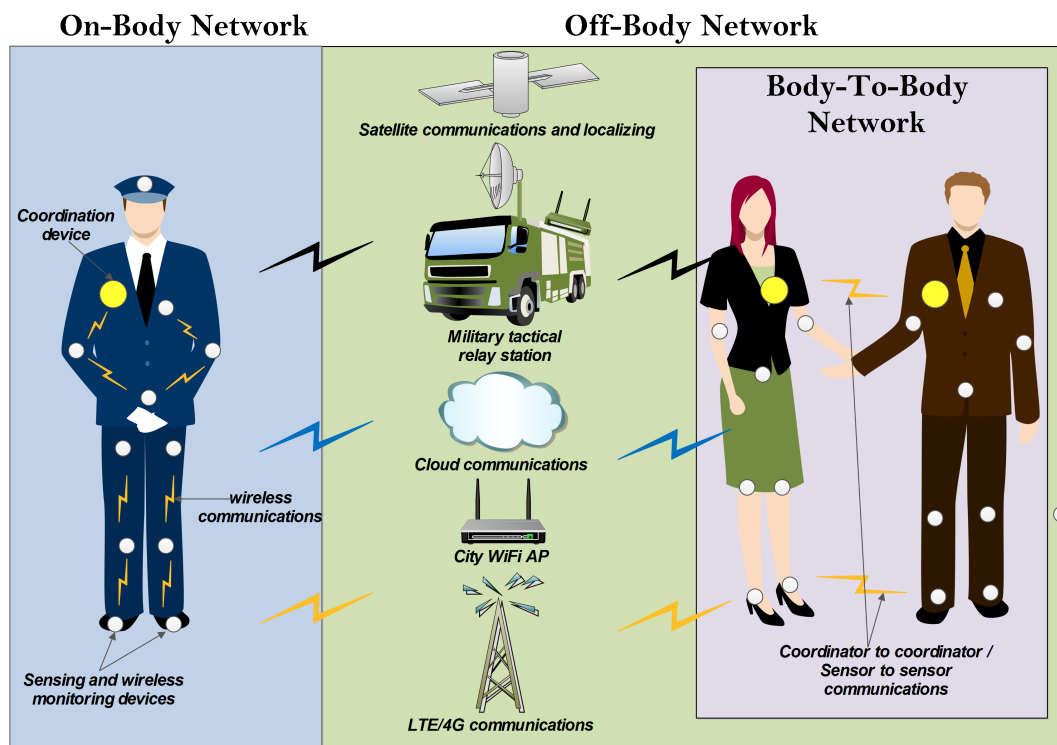 On-Body Network
Off-Body Network
Body-To-Body
Network
Satellite communications and localizing
Coordination
device
Military tactical
relay station
Cloud communications
wireless
communications
City WiFi AP
Sensing and wireless
monitoring devices
LTE/4G communications
Coordinator to coordinator /
Sensor to sensor
communications